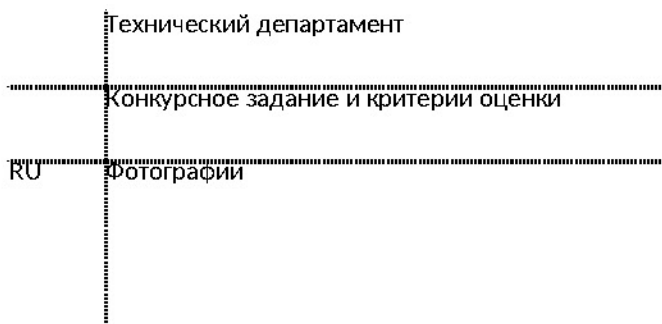 Технический департамент
Конкурсное задание и критерии оценки
RU Фотографии